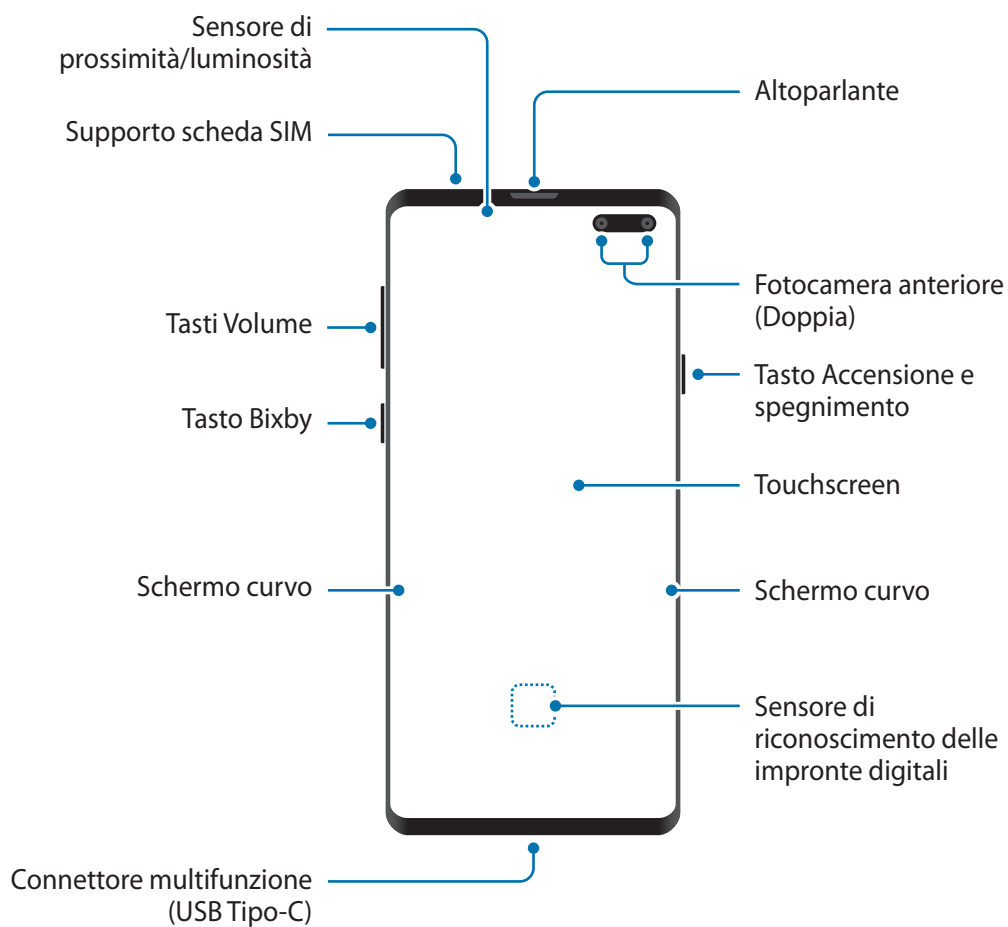 Sensore di
prossimità/luminosità
Supporto scheda SIM
Tasti Volume
Tasto Bixby
Schermo curvo
Connettore multifunzione
(USB Tipo-C)
Altoparlante
Fotocamera anteriore
(Doppia)
Tasto Accensione e
spegnimento
Touchscreen
Schermo curvo
Sensore di
riconoscimento delle
impronte digitali